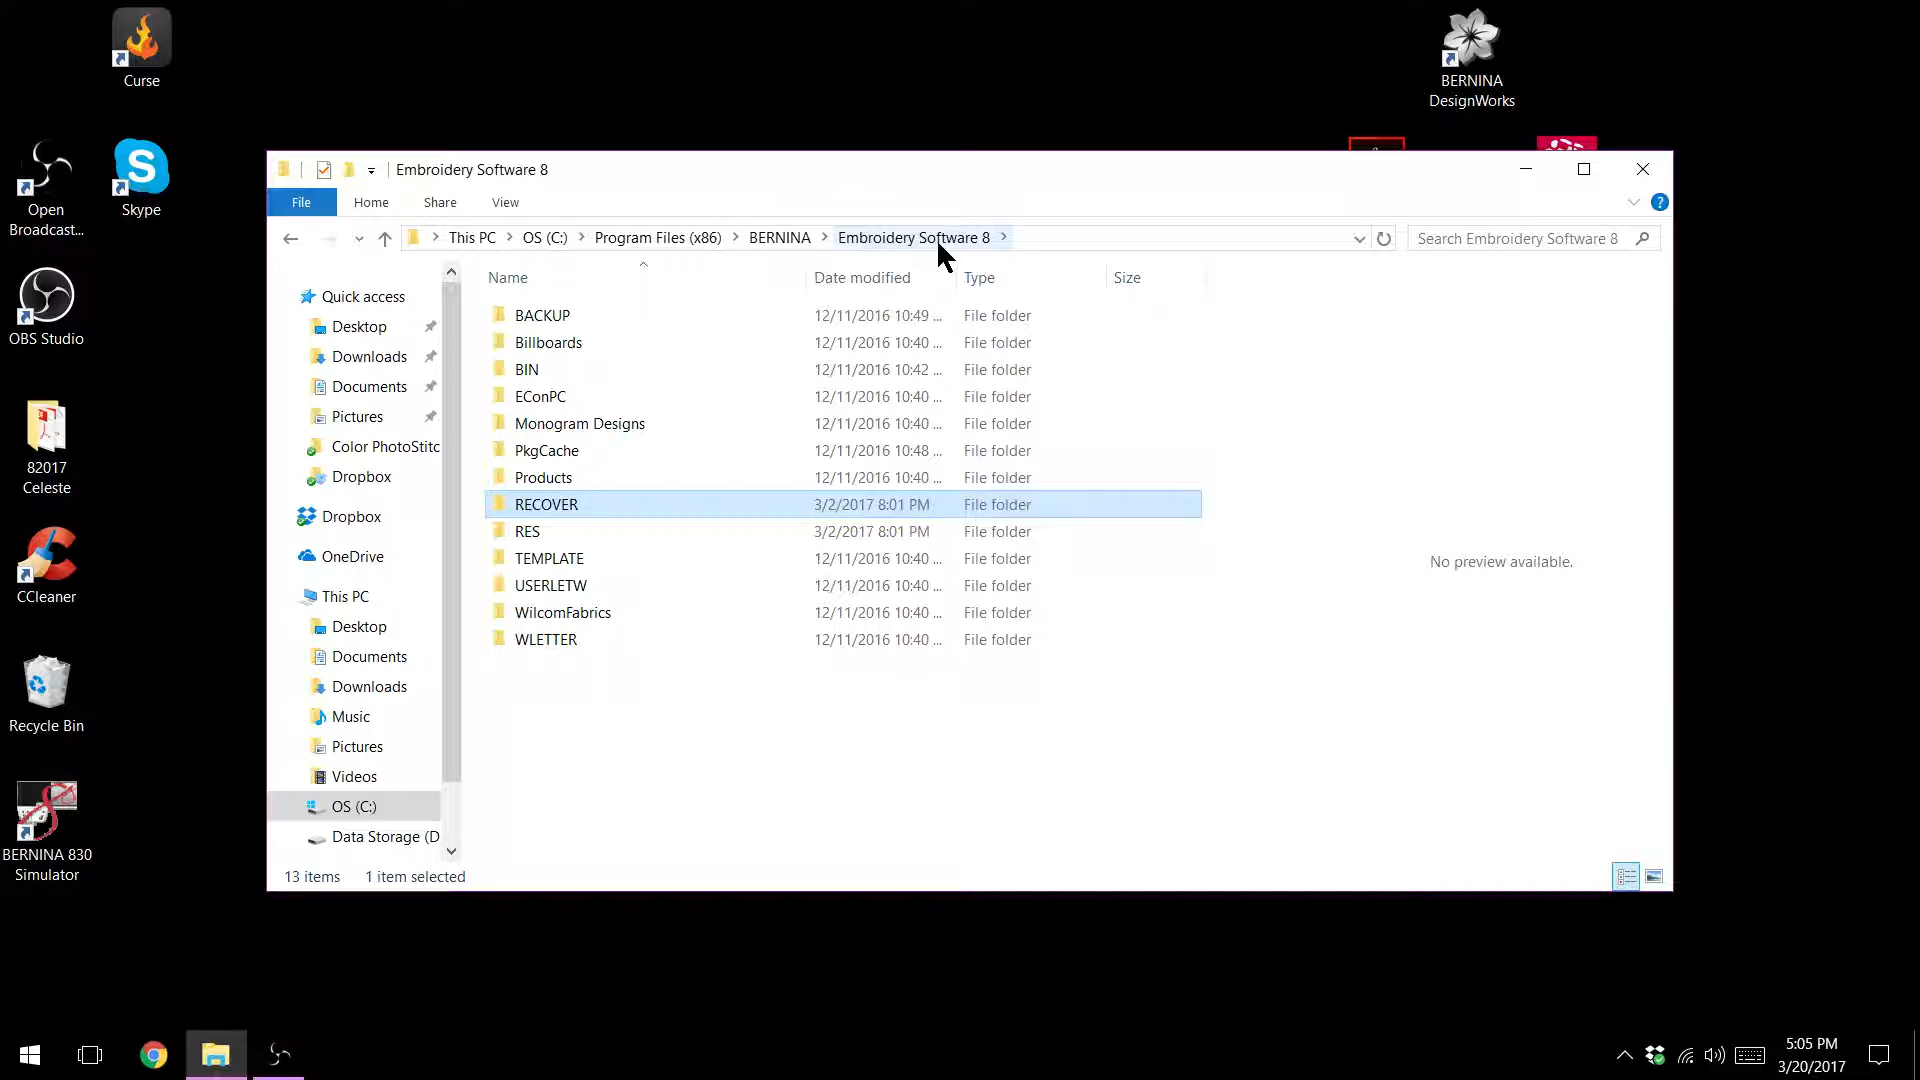 Curse
BERNINA
DesignWorks
Open
Broadcast...
Skype
OBS Studio
82017
Celeste
CCleaner
Recycle Bin
BERNINA 830
Simulator
Embroidery Software 8
File Home Share View
This PC OS (C:) Program Files (x86) BERNINA Embroidery Software 8
Search Embroidery Software 8
Quick access
Desktop
Downloads
Documents
Pictures
Color PhotoStitc
Dropbox
Dropbox
OneDrive
This PC
Desktop
Documents
Downloads
Music
Pictures
Videos
OS (C:)
Data Storage (D
Name Date modified Type Size
BACKUP 12/11/2016 10:49 ... File folder
Billboards 12/11/2016 10:40 ... File folder
BIN 12/11/2016 10:42 ... File folder
EConPC 12/11/2016 10:40 ... File folder
Monogram Designs 12/11/2016 10:40 ... File folder
PkgCache 12/11/2016 10:48 ... File folder
Products 12/11/2016 10:40 ... File folder
RECOVER 3/2/2017 8:01 PM File folder
RES 3/2/2017 8:01 PM File folder
TEMPLATE 12/11/2016 10:40 ... File folder
USERLETW 12/11/2016 10:40 ... File folder
WilcomFabrics 12/11/2016 10:40 ... File folder
WLETTER 12/11/2016 10:40 ... File folder
No preview available.
13 items 1 item selected
5:05 PM
3/20/2017